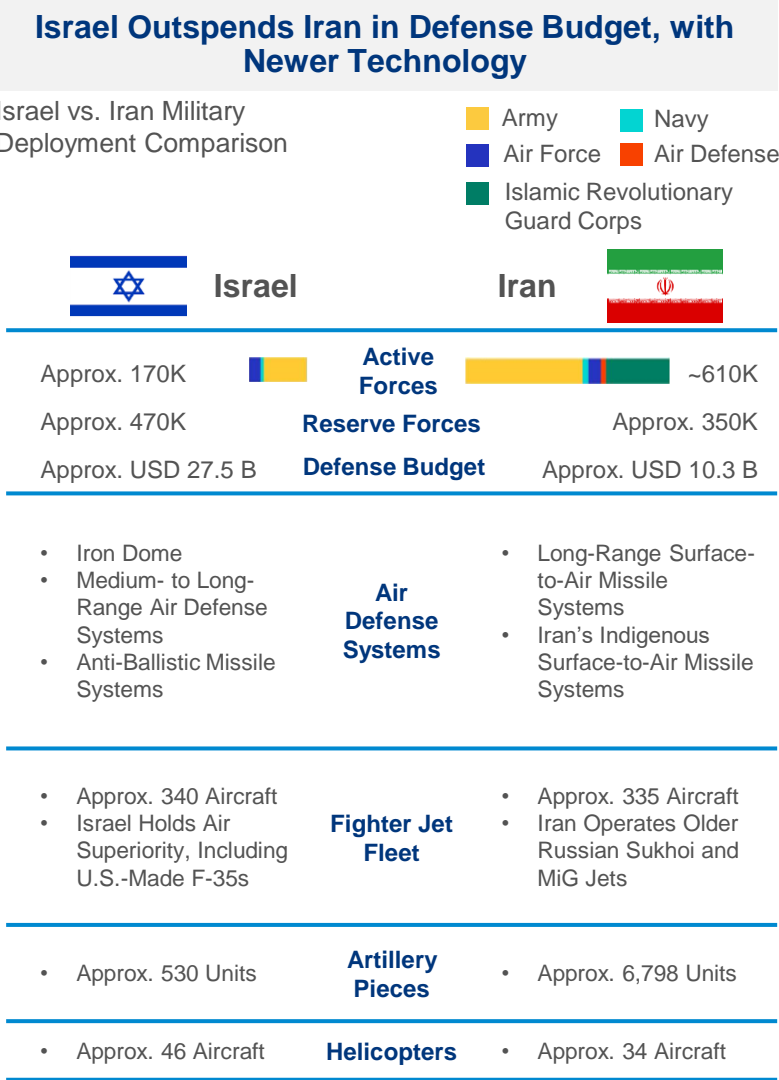 Israel Outspends Iran in Defense Budget, with
Newer Technology
Israel vs. Iran Military
Deployment Comparison
Army
Navy
Air Force
Air Defense
Islamic Revolutionary
Guard Corps
Israel
Iran
Approx. 170K
Active
Forces
~610K
Approx. 470K
Reserve Forces
Approx. 350K
Approx. USD 27.5 B
Defense Budget
Approx. USD 10.3 B
• Iron Dome
• Medium- to Long-
Range Air Defense
Systems
• Anti-Ballistic Missile
Systems
Air
Defense
Systems
• Long-Range Surface-
to-Air Missile
Systems
• Iran’s Indigenous
Surface-to-Air Missile
Systems
• Approx. 340 Aircraft
• Israel Holds Air
Superiority, Including
U.S.-Made F-35s
Fighter Jet
Fleet
• Approx. 335 Aircraft
• Iran Operates Older
Russian Sukhoi and
MiG Jets
• Approx. 530 Units
Artillery
Pieces
• Approx. 6,798 Units
• Approx. 46 Aircraft
Helicopters
• Approx. 34 Aircraft